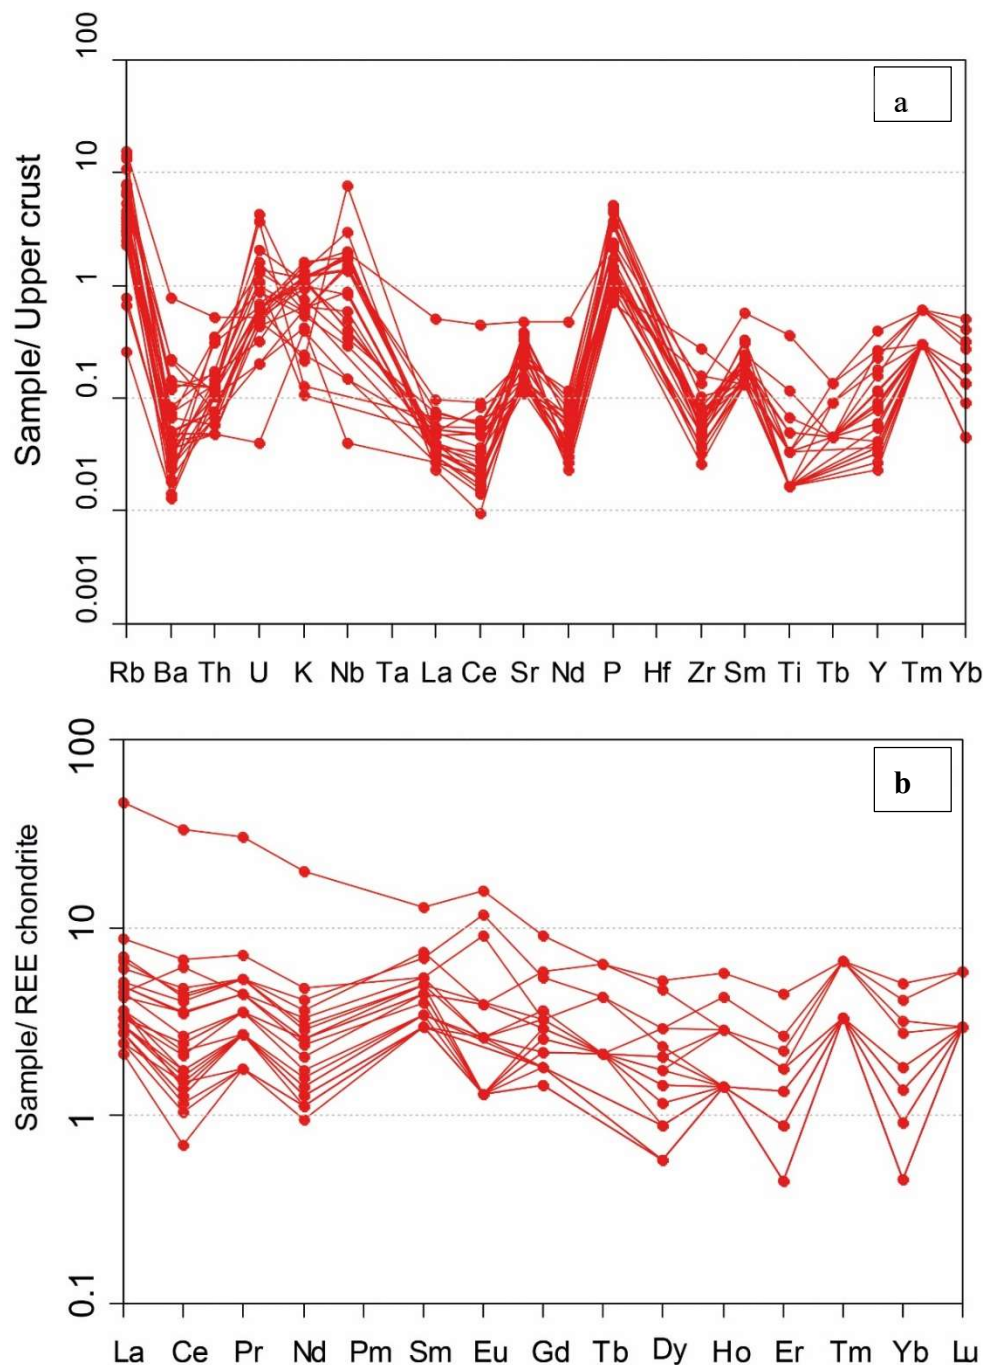 a
Sample/ Upper crust
100
10
1
0.1
0.01
0.001
Rb Ba Th U K Nb Ta La Ce Sr Nd P Hf Zr Sm Ti Tb Y Tm Yb
b
Sample/ REE chondrite
100
10
1
0.1
La Ce Pr Nd Pm Sm Eu Gd Tb Dy Ho Er Tm Yb Lu